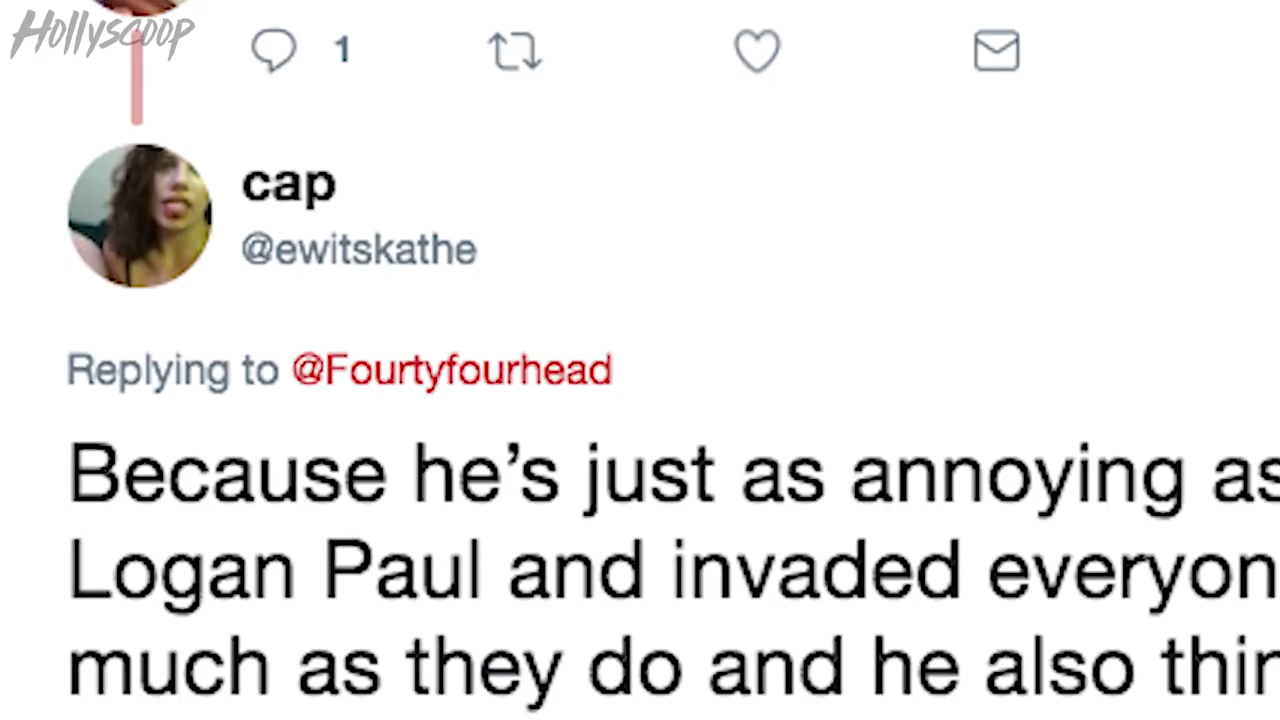 Hollyscoop
1
cap
@ewitskathe
Replying to @Fourtyfourhead
Because he’s just as annoying as
Logan Paul and invaded everyon
much as they do and he also thin